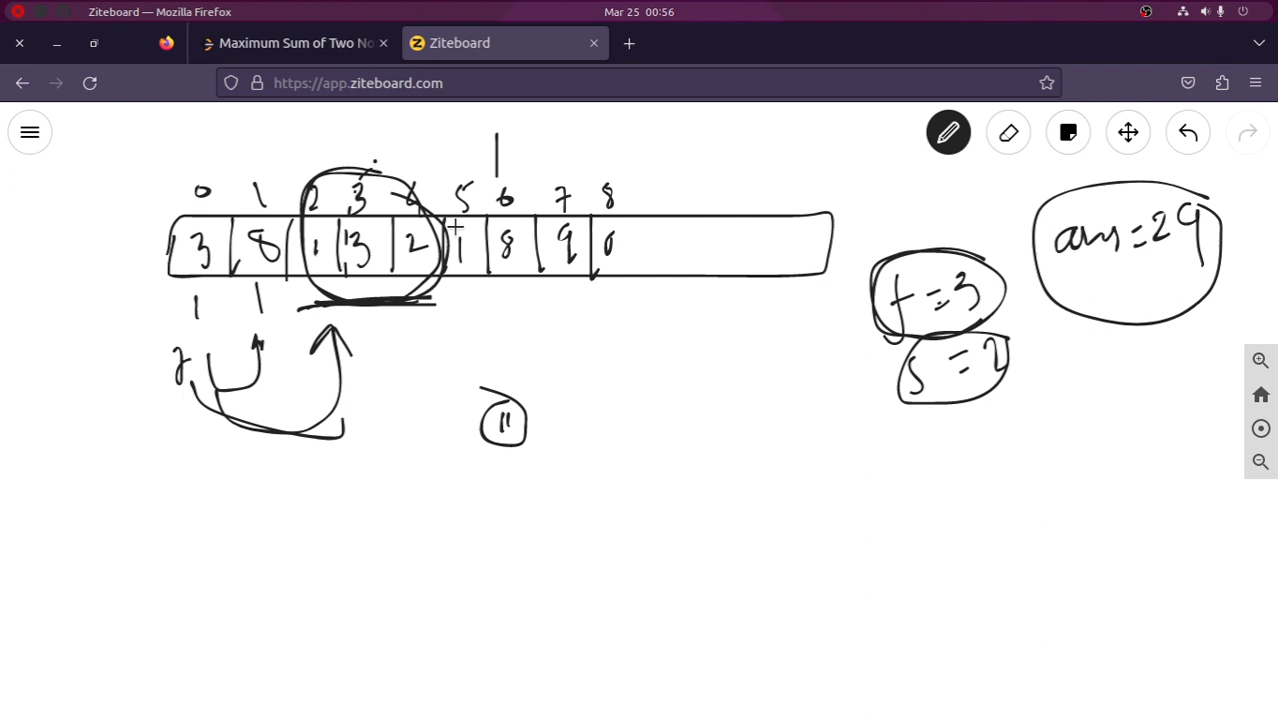 Ziteboard — Mozilla Firefox
Mar 25 00:56
Maximum Sum of Two No
Ziteboard
https://app.ziteboard.com
0 1 2 3 4 5 6 7 8
3 8 1 13 2 1 8 9 0
ans = 29
f = 3
s = 2
11